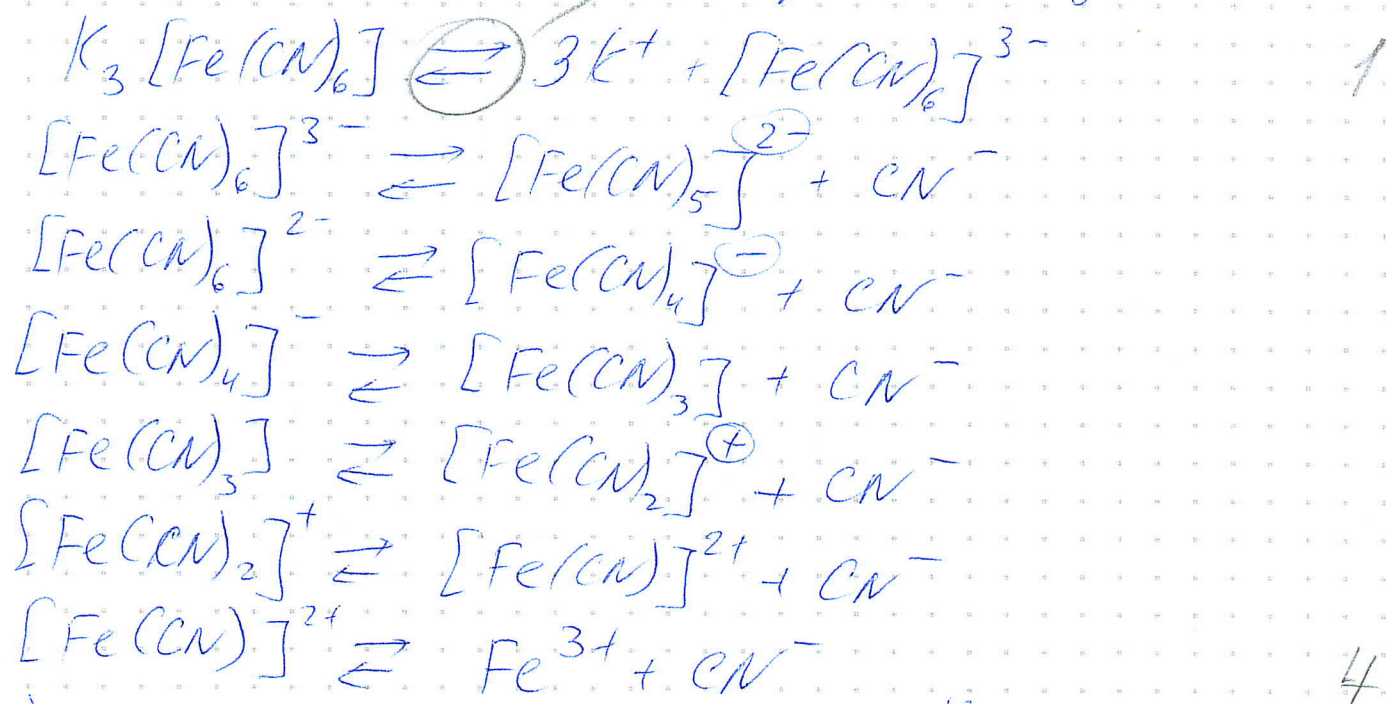 K₃[Fe(CN)₆] ⇄ 3K⁺ + [Fe(CN)₆]³⁻ 1
[Fe(CN)₆]³⁻ ⇄ [Fe(CN)₅]²⁻ + CN⁻
[Fe(CN)₆]²⁻ ⇄ [Fe(CN)₄]⁻ + CN⁻
[Fe(CN)₄]⁻ ⇄ [Fe(CN)₃] + CN⁻
[Fe(CN)₃] ⇄ [Fe(CN)₂]⁺ + CN⁻
[Fe(CN)₂]⁺ ⇄ [Fe(CN)]²⁺ + CN⁻
[Fe(CN)]²⁺ ⇄ Fe³⁺ + CN⁻ 4